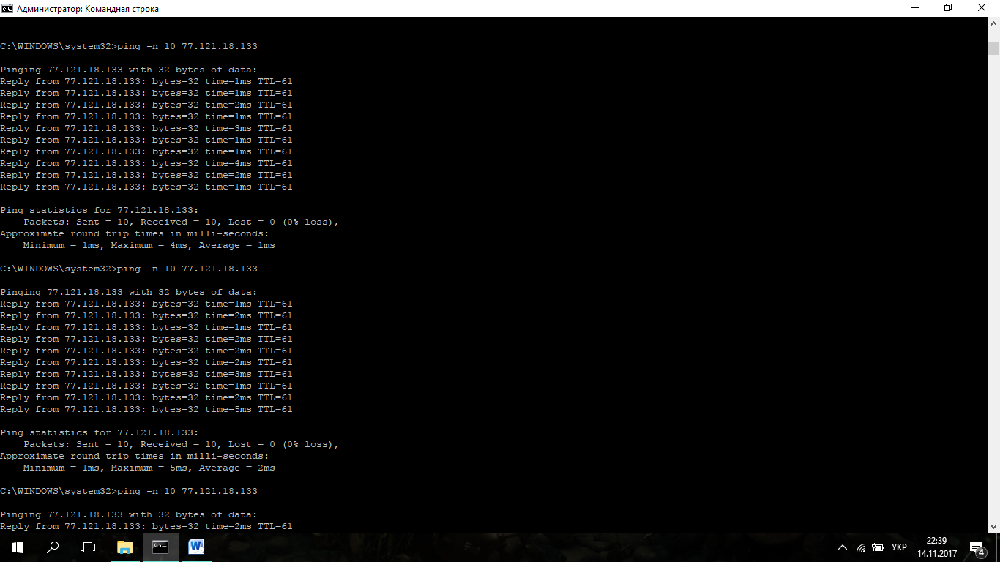 Администратор: Командная строка
C:\WINDOWS\system32>ping -n 10 77.121.18.133
Pinging 77.121.18.133 with 32 bytes of data:
Reply from 77.121.18.133: bytes=32 time=1ms TTL=61
Reply from 77.121.18.133: bytes=32 time=1ms TTL=61
Reply from 77.121.18.133: bytes=32 time=2ms TTL=61
Reply from 77.121.18.133: bytes=32 time=1ms TTL=61
Reply from 77.121.18.133: bytes=32 time=3ms TTL=61
Reply from 77.121.18.133: bytes=32 time=1ms TTL=61
Reply from 77.121.18.133: bytes=32 time=1ms TTL=61
Reply from 77.121.18.133: bytes=32 time=4ms TTL=61
Reply from 77.121.18.133: bytes=32 time=2ms TTL=61
Reply from 77.121.18.133: bytes=32 time=1ms TTL=61
Ping statistics for 77.121.18.133:
Packets: Sent = 10, Received = 10, Lost = 0 (0% loss),
Approximate round trip times in milli-seconds:
Minimum = 1ms, Maximum = 4ms, Average = 1ms
C:\WINDOWS\system32>ping -n 10 77.121.18.133
Pinging 77.121.18.133 with 32 bytes of data:
Reply from 77.121.18.133: bytes=32 time=1ms TTL=61
Reply from 77.121.18.133: bytes=32 time=2ms TTL=61
Reply from 77.121.18.133: bytes=32 time=1ms TTL=61
Reply from 77.121.18.133: bytes=32 time=2ms TTL=61
Reply from 77.121.18.133: bytes=32 time=2ms TTL=61
Reply from 77.121.18.133: bytes=32 time=2ms TTL=61
Reply from 77.121.18.133: bytes=32 time=3ms TTL=61
Reply from 77.121.18.133: bytes=32 time=1ms TTL=61
Reply from 77.121.18.133: bytes=32 time=2ms TTL=61
Reply from 77.121.18.133: bytes=32 time=5ms TTL=61
Ping statistics for 77.121.18.133:
Packets: Sent = 10, Received = 10, Lost = 0 (0% loss),
Approximate round trip times in milli-seconds:
Minimum = 1ms, Maximum = 5ms, Average = 2ms
C:\WINDOWS\system32>ping -n 10 77.121.18.133
Pinging 77.121.18.133 with 32 bytes of data:
Reply from 77.121.18.133: bytes=32 time=2ms TTL=61
УКР
22:39
14.11.2017
4